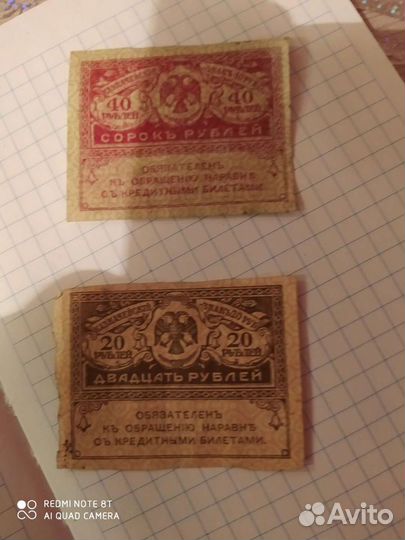 40 РУБЛЕЙ
40 РУБЛЕЙ
СОРОКЪ РУБЛЕЙ
ОБЯЗАТЕЛЕНЪ
КЪ ОБРАЩЕНІЮ НАРАВНѢ
СЪ КРЕДИТНЫМИ БИЛЕТАМИ.
20 РУБЛЕЙ
20 РУБЛЕЙ
ДВАДЦАТЬ РУБЛЕЙ
ОБЯЗАТЕЛЕНЪ
КЪ ОБРАЩЕНІЮ НАРАВНѢ
СЪ КРЕДИТНЫМИ БИЛЕТАМИ.
REDMI NOTE 8T
AI QUAD CAMERA
Avito